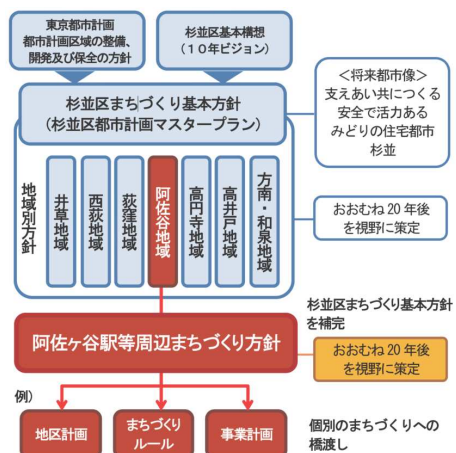 東京都市計画
都市計画区域の整備、
開発及び保全の方針
杉並区基本構想
（１０年ビジョン）
杉並区まちづくり基本方針
（杉並区都市計画マスタープラン）
＜将来都市像＞
支えあい共につくる
安全で活力ある
みどりの住宅都市
杉並
地域別方針
井草地域
西荻地域
荻窪地域
阿佐谷地域
高円寺地域
高井戸地域
方南・和泉地域
おおむね 20 年後
を視野に策定
杉並区まちづくり基本方針
を補完
阿佐ヶ谷駅等周辺まちづくり方針
おおむね 20 年後
を視野に策定
例）
地区計画
まちづくり
ルール
事業計画
個別のまちづくりへの
橋渡し